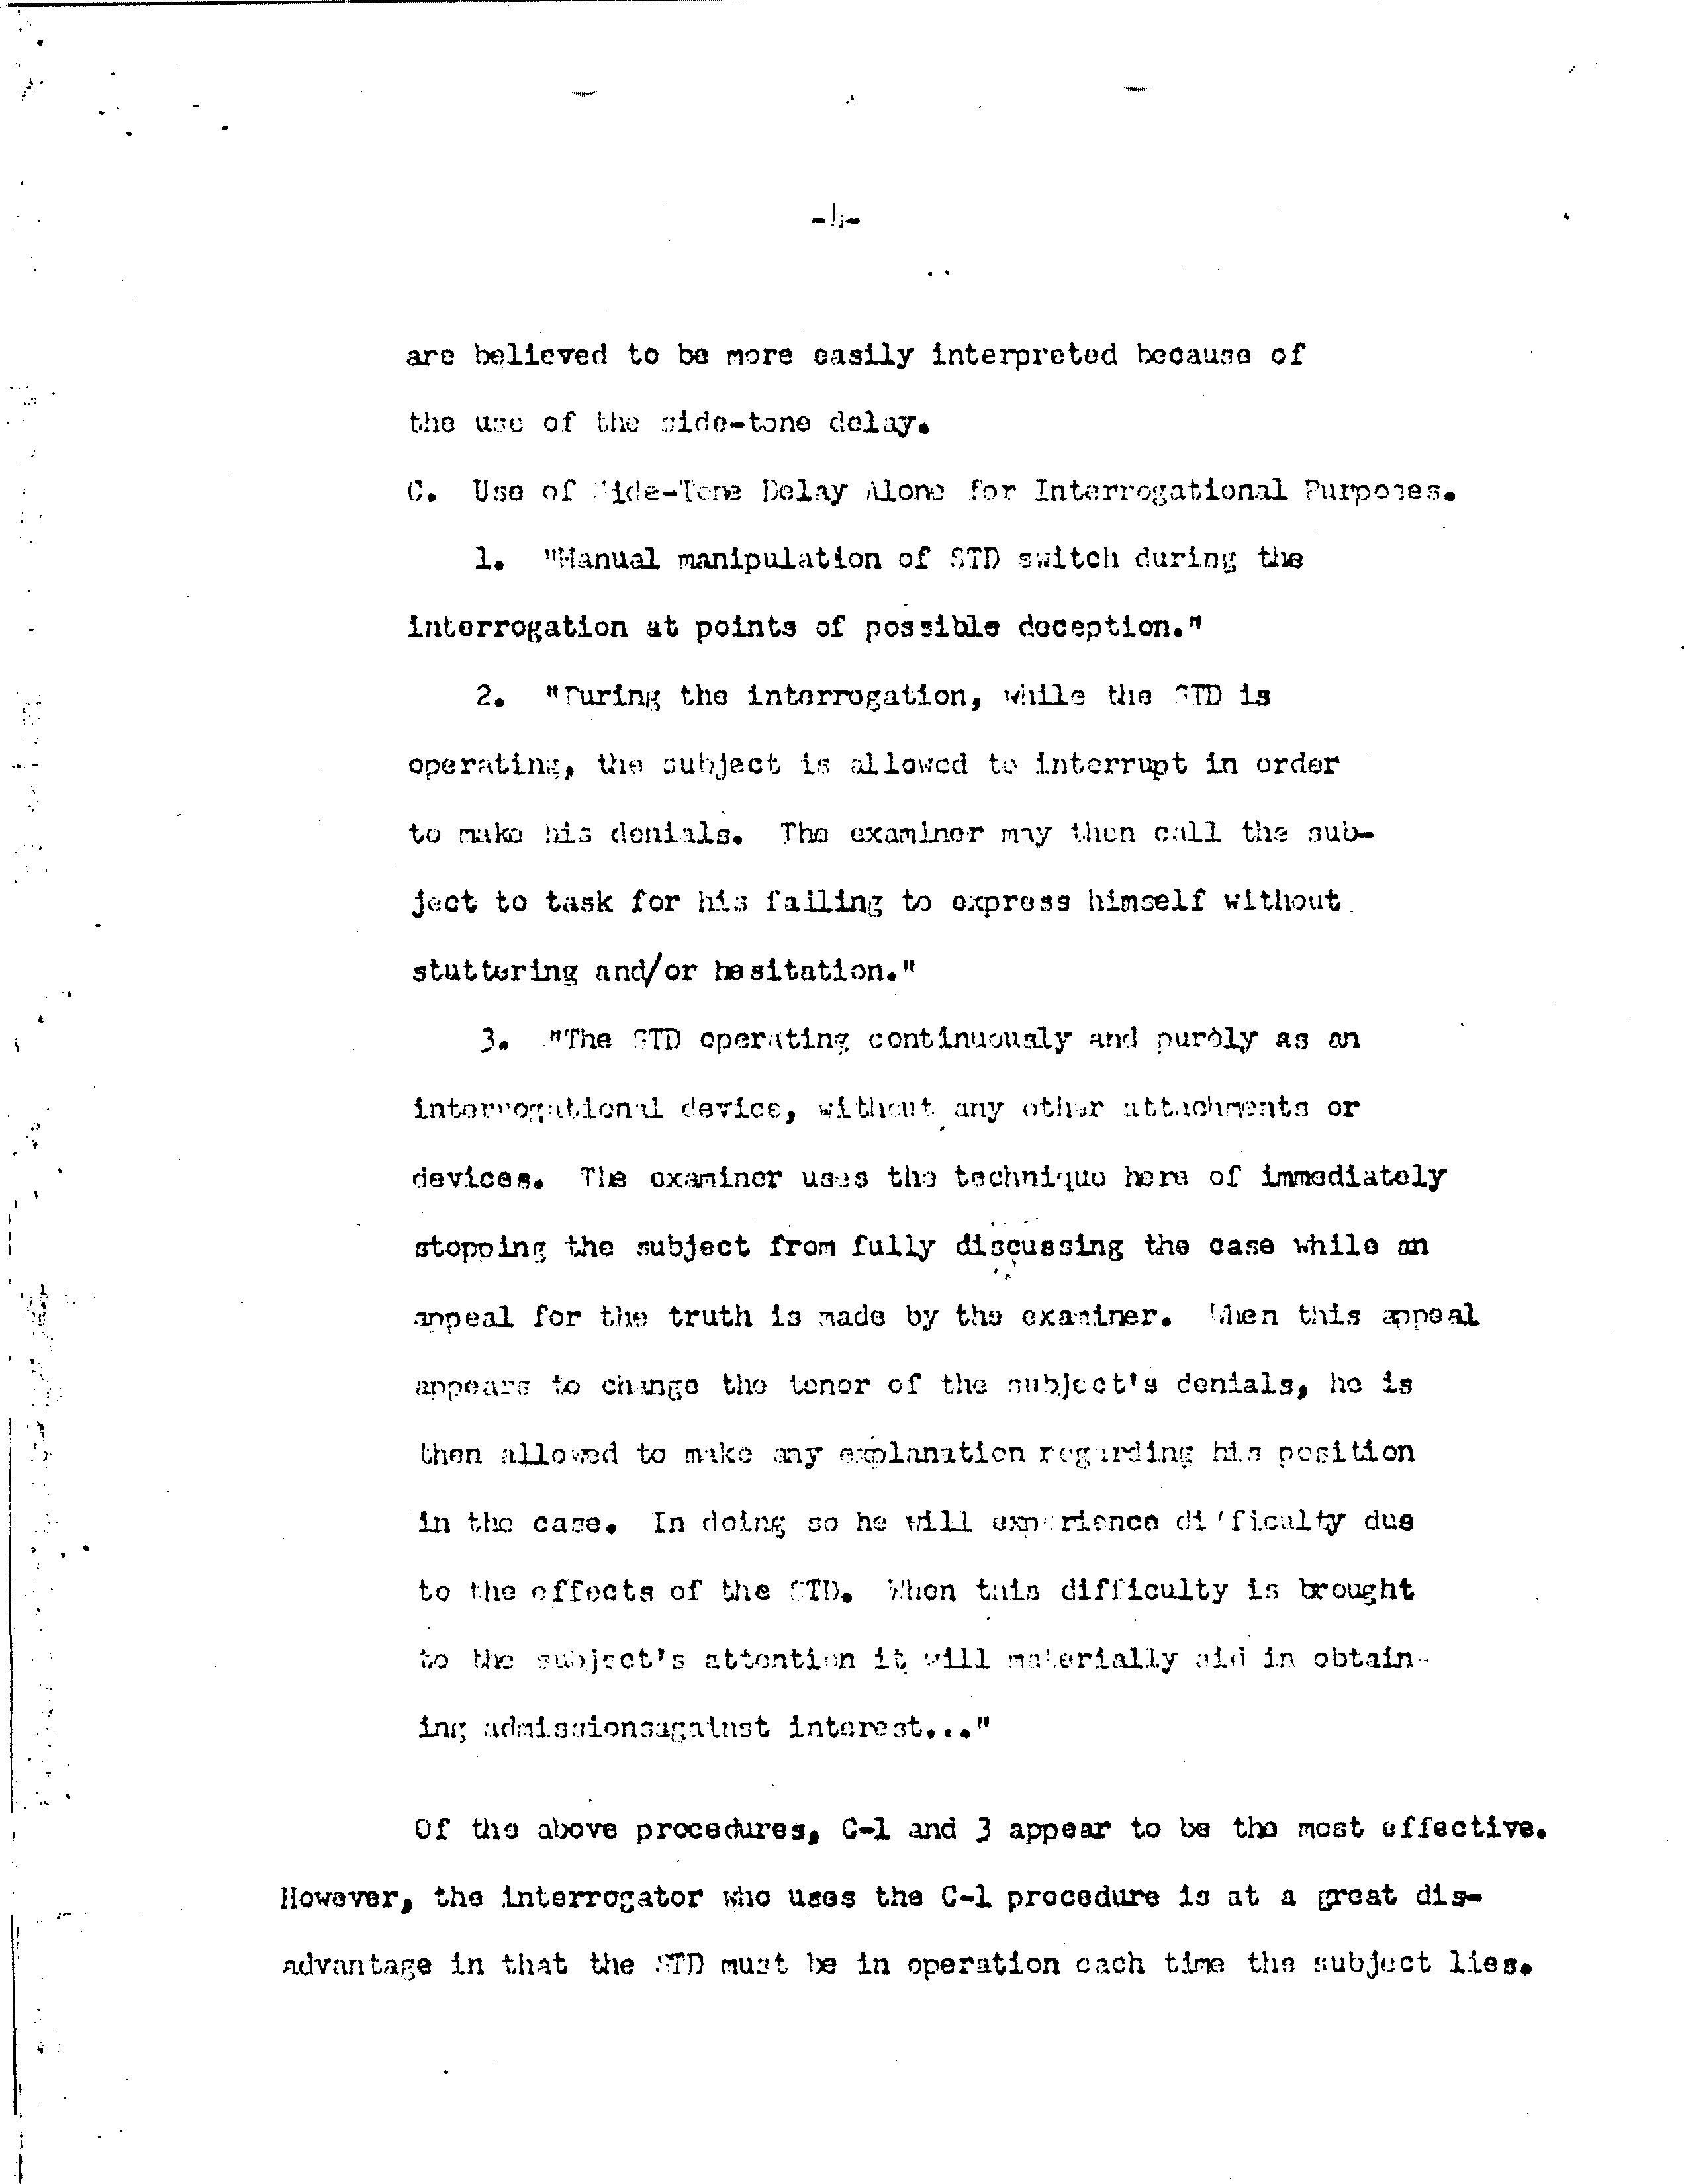 -4-
are believed to be more easily interpreted because of
the use of the side-tone delay.
C. Use of Side-Tone Delay Alone for Interrogational Purposes.
1. "Manual manipulation of STD switch during the
interrogation at points of possible deception."
2. "During the interrogation, while the STD is
operating, the subject is allowed to interrupt in order
to make his denials. The examiner may then call the sub-
ject to task for his failing to express himself without
stuttering and/or hesitation."
3. "The STD operating continuously and purely as an
interrogational device, without any other attachments or
devices. The examiner uses the technique here of immediately
stopping the subject from fully discussing the case while an
appeal for the truth is made by the examiner. When this appeal
appears to change the tenor of the subject's denials, he is
then allowed to make any explanation regarding his position
in the case. In doing so he will experience difficulty due
to the effects of the STD. When this difficulty is brought
to the subject's attention it will materially aid in obtain-
ing admissionsagainst interest..."
Of the above procedures, C-1 and 3 appear to be the most effective.
However, the interrogator who uses the C-1 procedure is at a great dis-
advantage in that the STD must be in operation each time the subject lies.